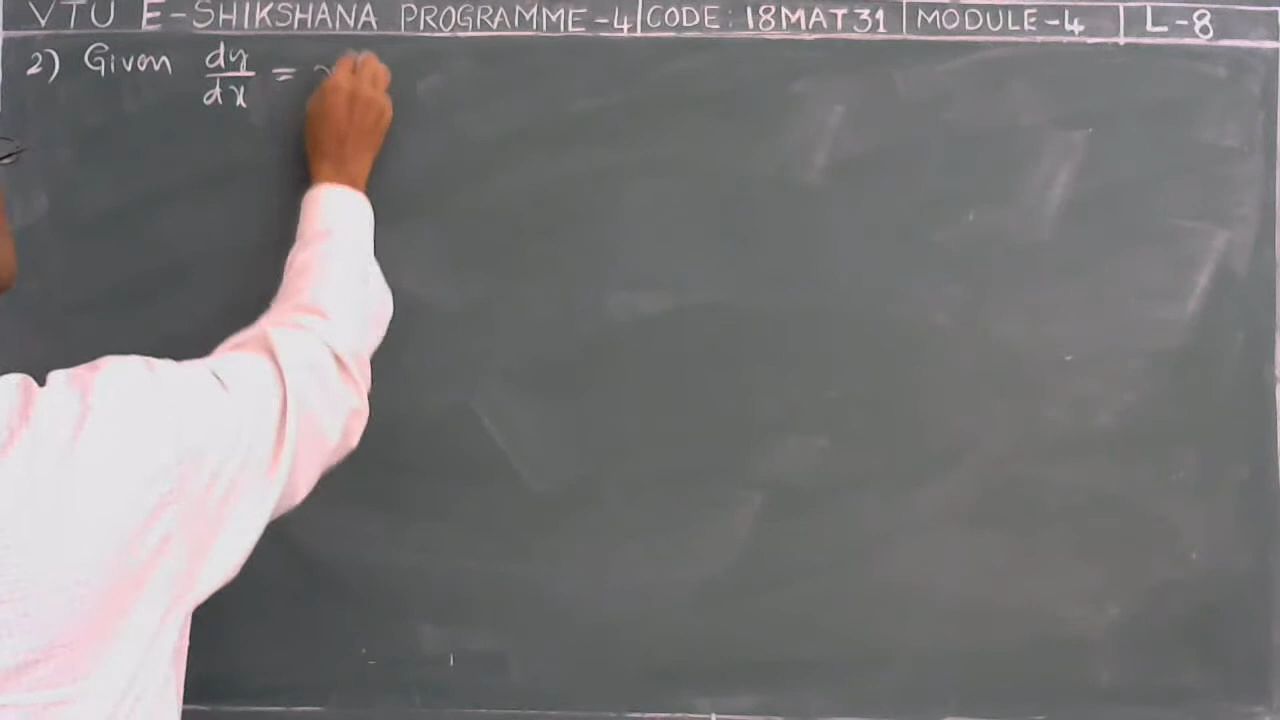 VTU E-SHIKSHANA PROGRAMME-4 CODE: 18MAT31 MODULE-4 L-8
2) Given dy/dx =